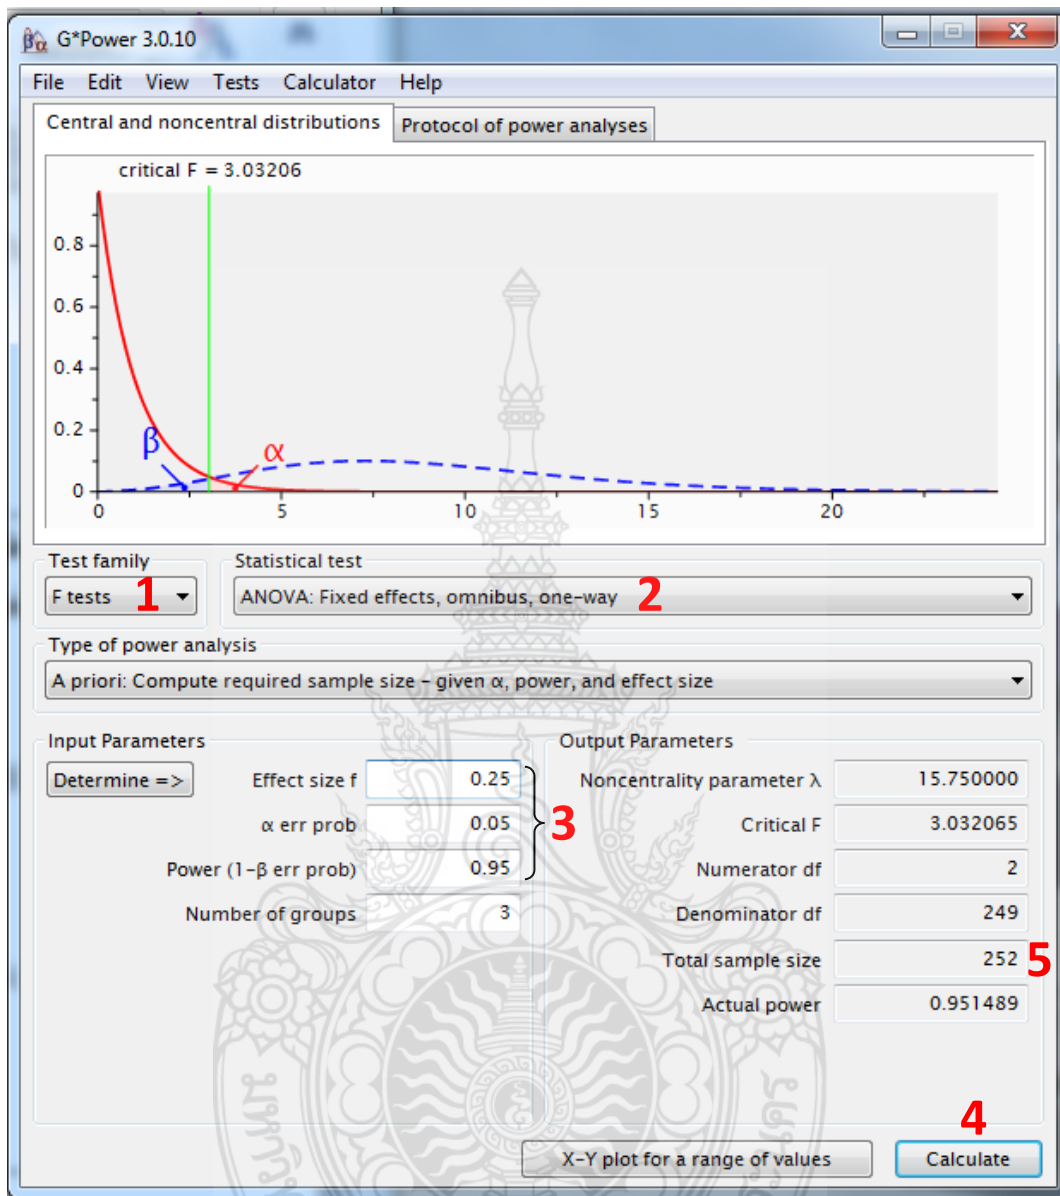 G*Power 3.0.10
File Edit View Tests Calculator Help
Central and noncentral distributions Protocol of power analyses
critical F = 3.03206
0.8
0.6
0.4
0.2
0
β
α
0 5 10 15 20
Test family Statistical test
F tests 1 ANOVA: Fixed effects, omnibus, one-way 2
Type of power analysis
A priori: Compute required sample size - given α, power, and effect size
Input Parameters Output Parameters
Determine => Effect size f 0.25 Noncentrality parameter λ 15.750000
α err prob 0.05 3 Critical F 3.032065
Power (1-β err prob) 0.95 Numerator df 2
Number of groups 3 Denominator df 249
Total sample size 252 5
Actual power 0.951489
4
X-Y plot for a range of values Calculate